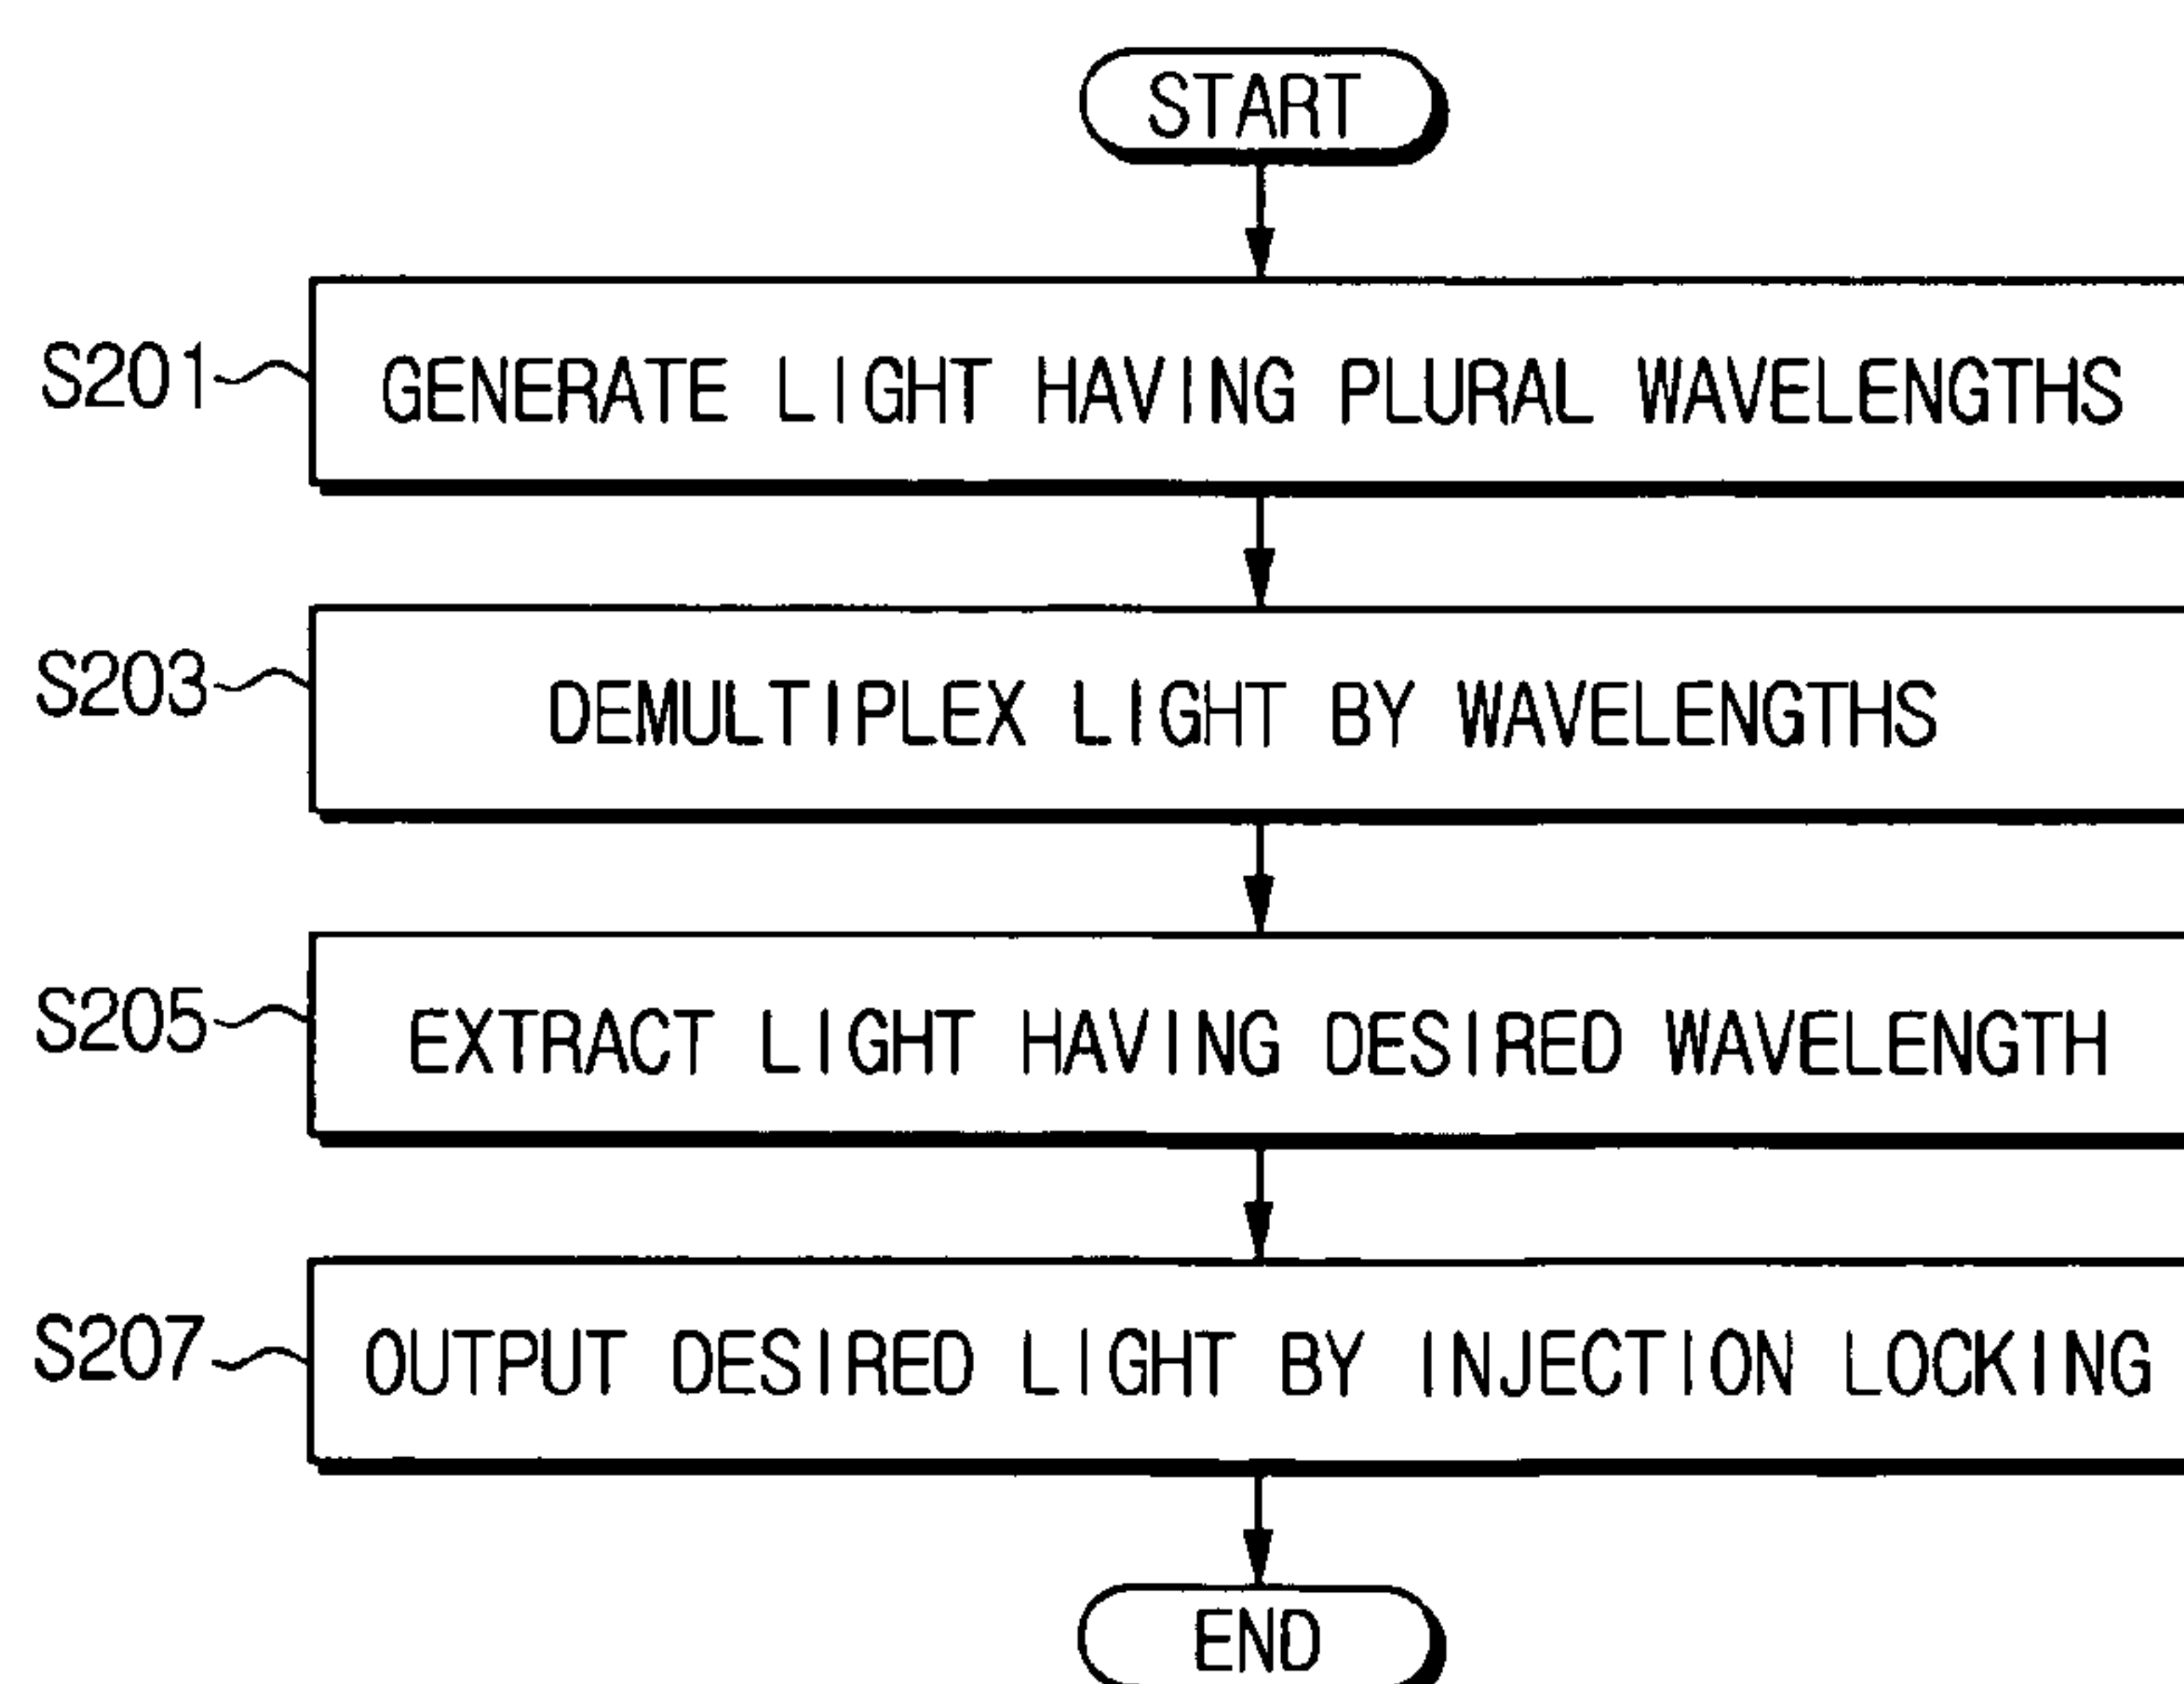 START
S201
GENERATE LIGHT HAVING PLURAL WAVELENGTHS
S203
DEMULTIPLEX LIGHT BY WAVELENGTHS
S205
EXTRACT LIGHT HAVING DESIRED WAVELENGTH
S207
OUTPUT DESIRED LIGHT BY INJECTION LOCKING
END